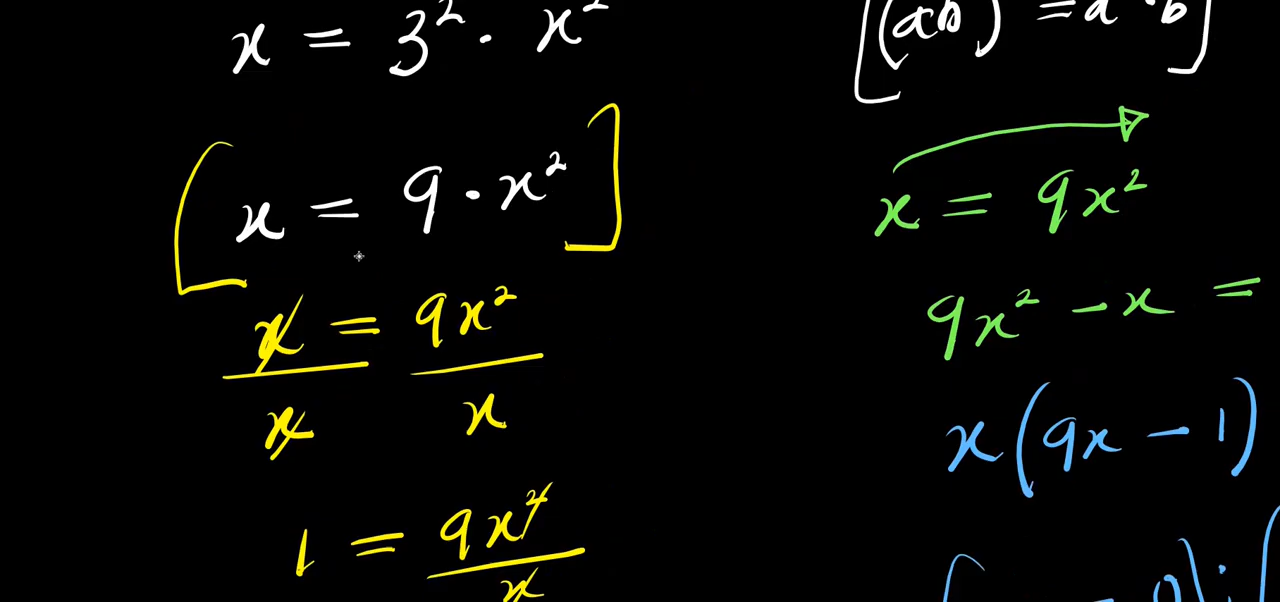 x = 3² · x²
[x = 9 · x²]
x = 9x²
x x
1 = 9x²
x
[(ab) = a · b]
x = 9x²
9x² - x =
x(9x - 1)